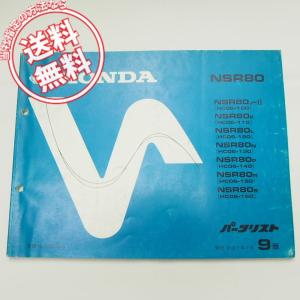 送料
無料
HONDA
NSR80
NSR80J-II
[HC06-100]
NSR80K
[HC06-110]
NSR80L
[HC06-120]
NSR80N
[HC06-130]
NSR80P
[HC06-140]
NSR80R
[HC06-150]
NSR80S
[HC06-160]
パーツリスト
9版